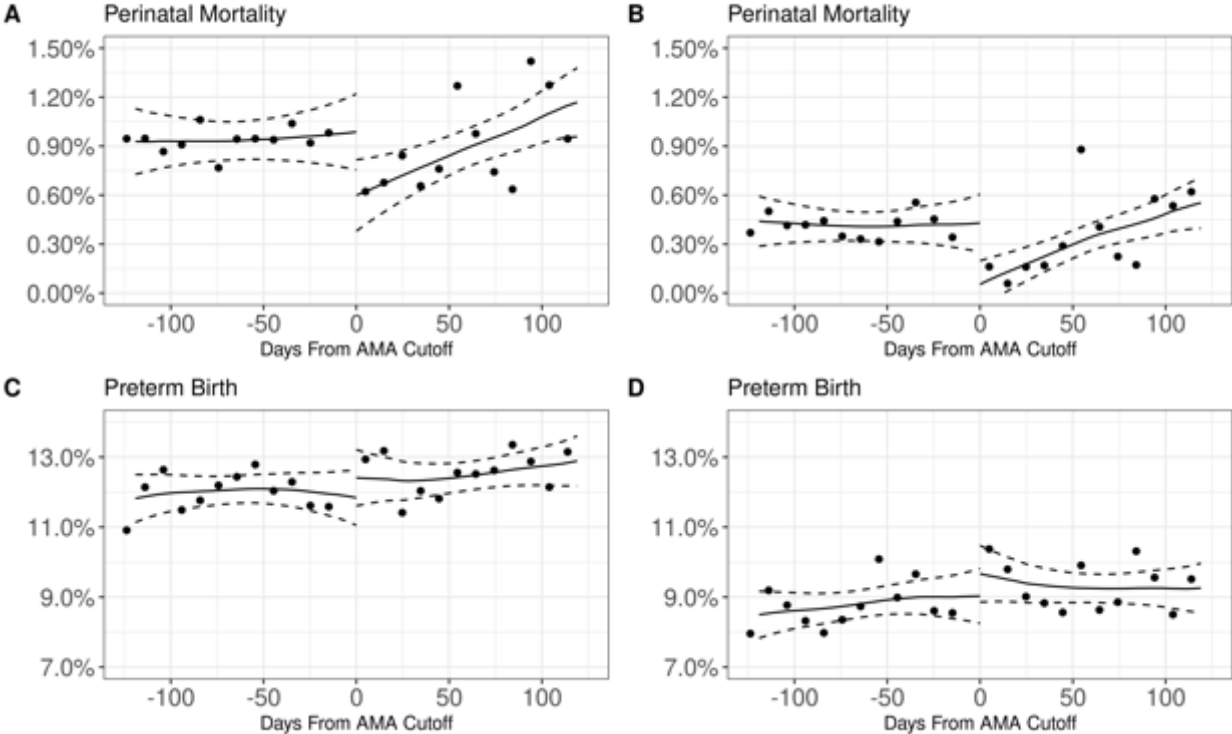 A Perinatal Mortality
1.50%
1.20%
0.90%
0.60%
0.30%
0.00%
-100 -50 0 50 100
Days From AMA Cutoff
B Perinatal Mortality
1.50%
1.20%
0.90%
0.60%
0.30%
0.00%
-100 -50 0 50 100
Days From AMA Cutoff
C Preterm Birth
13.0%
11.0%
9.0%
7.0%
-100 -50 0 50 100
Days From AMA Cutoff
D Preterm Birth
13.0%
11.0%
9.0%
7.0%
-100 -50 0 50 100
Days From AMA Cutoff